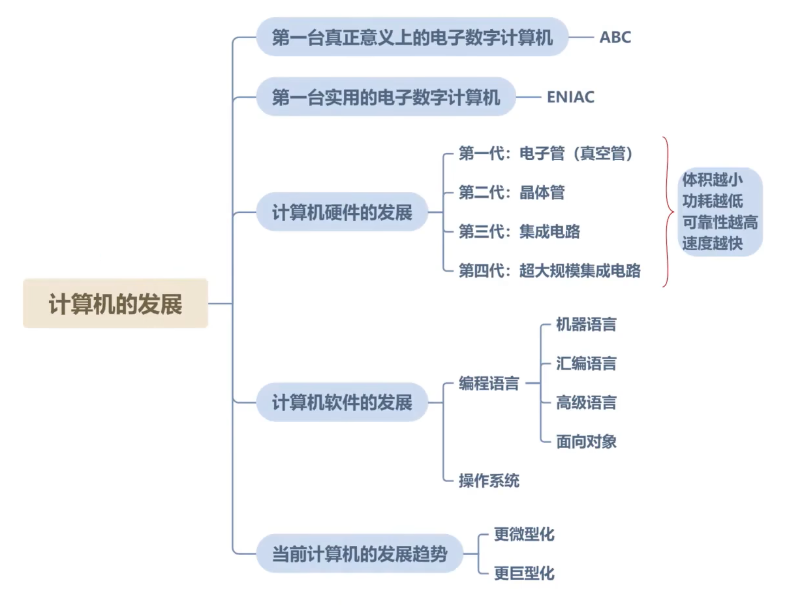 第一台真正意义上的电子数字计算机
ABC
第一台实用的电子数字计算机
ENIAC
计算机的发展
计算机硬件的发展
第一代：电子管（真空管）
第二代：晶体管
第三代：集成电路
第四代：超大规模集成电路
体积越小
功耗越低
可靠性越高
速度越快
计算机软件的发展
编程语言
机器语言
汇编语言
高级语言
面向对象
操作系统
当前计算机的发展趋势
更微型化
更巨型化